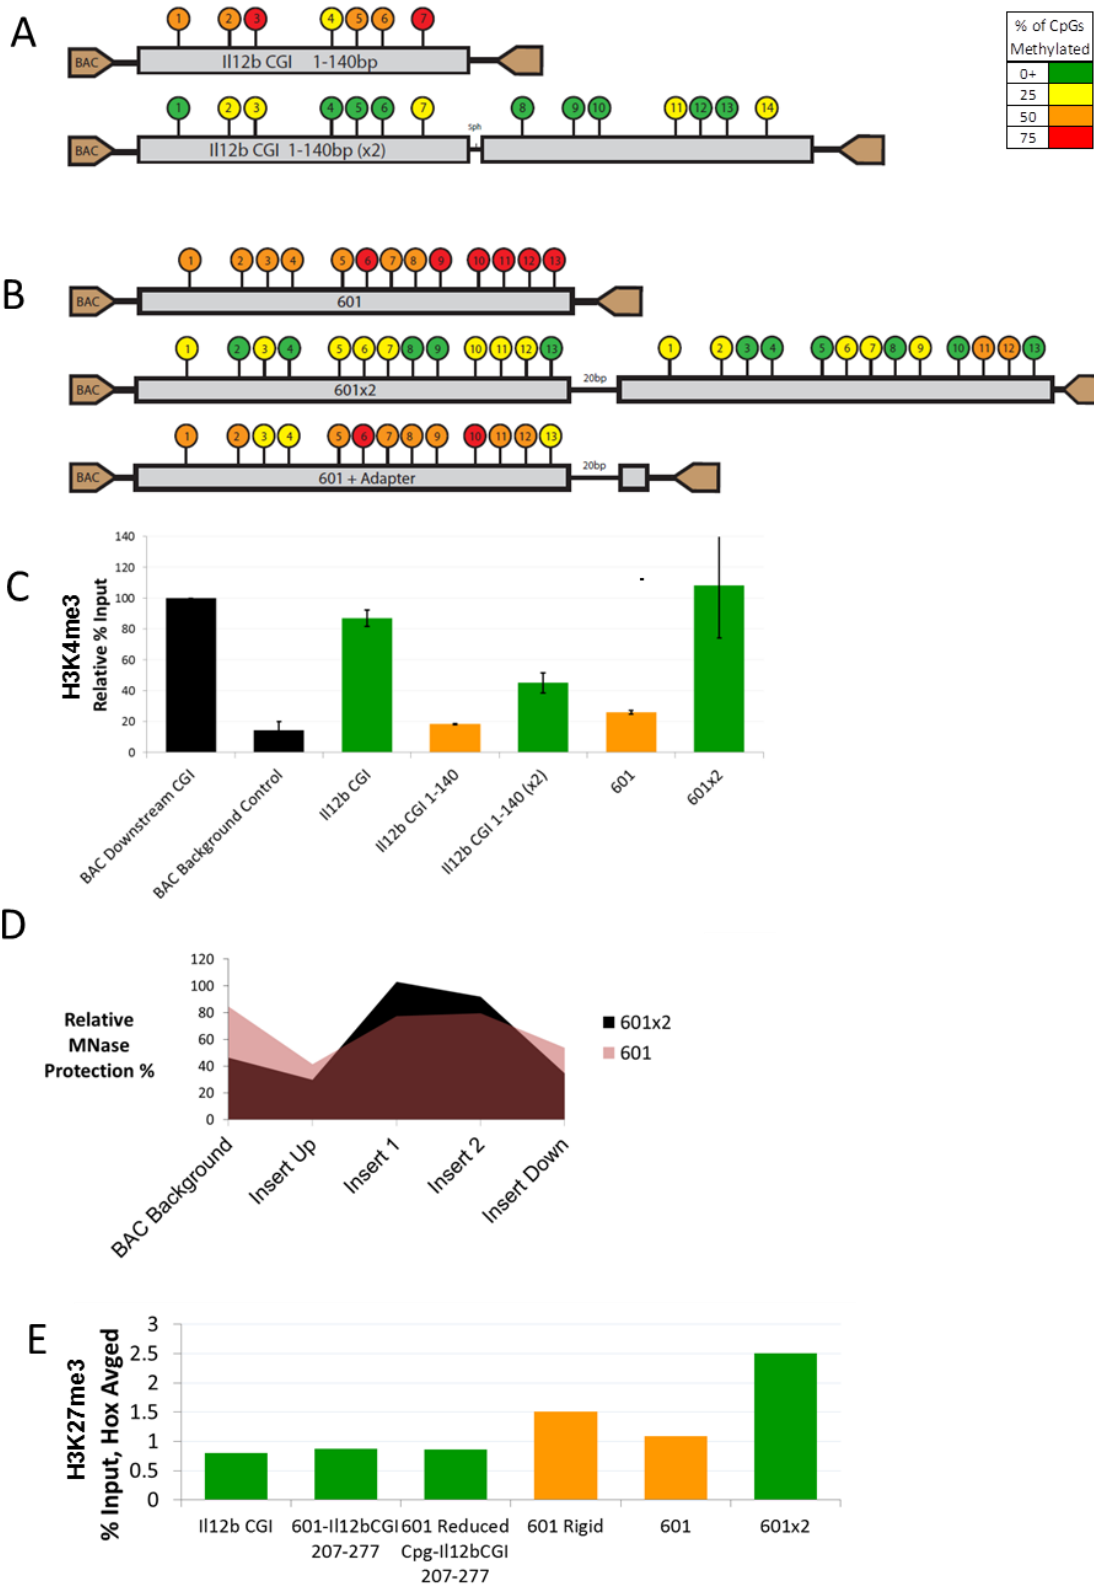 A
1 2 3 4 5 6 7
BAC Il12b CGI 1-140bp
1 2 3 4 5 6 7 8 9 10 11 12 13 14
Sph
BAC Il12b CGI 1-140bp (x2)
% of CpGs
Methylated
0+
25
50
75
B
1 2 3 4 5 6 7 8 9 10 11 12 13
BAC 601
1 2 3 4 5 6 7 8 9 10 11 12 13 1 2 3 4 5 6 7 8 9 10 11 12 13
BAC 601x2 20bp
1 2 3 4 5 6 7 8 9 10 11 12 13
BAC 601 + Adapter 20bp
C
H3K4me3
Relative % Input
140
120
100
80
60
40
20
0
BAC Downstream CGI
BAC Background Control
Il12b CGI
Il12b CGI 1-140
Il12b CGI 1-140 (x2)
601
601x2
D
Relative
MNase
Protection %
120
100
80
60
40
20
0
BAC Background
Insert Up
Insert 1
Insert 2
Insert Down
601x2
601
E
H3K27me3
% Input, Hox Avged
3
2.5
2
1.5
1
0.5
0
Il12b CGI
601-Il12bCGI
207-277
601 Reduced
Cpg-Il12bCGI
207-277
601 Rigid
601
601x2